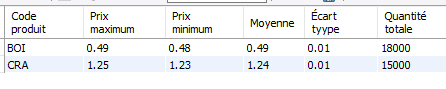 Code produit Prix maximum Prix minimum Moyenne Écart tyype Quantité totale
BOI 0.49 0.48 0.49 0.01 18000
CRA 1.25 1.23 1.24 0.01 15000